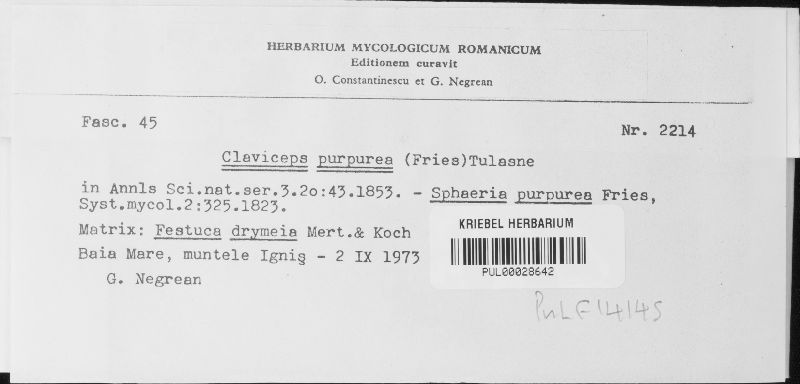 HERBARIUM MYCOLOGICUM ROMANICUM
Editionem curavit
O. Constantinescu et G. Negrean
Fasc. 45
Nr. 2214
Claviceps purpurea (Fries)Tulasne
in Annls Sci.nat.ser.3.2o:43.1853. - Sphaeria purpurea Fries,
Syst.mycol.2:325.1823.
Matrix: Festuca drymeia Mert.& Koch
Baia Mare, muntele Igniş - 2 IX 1973
G. Negrean
KRIEBEL HERBARIUM
PUL00028642
PuL F14145